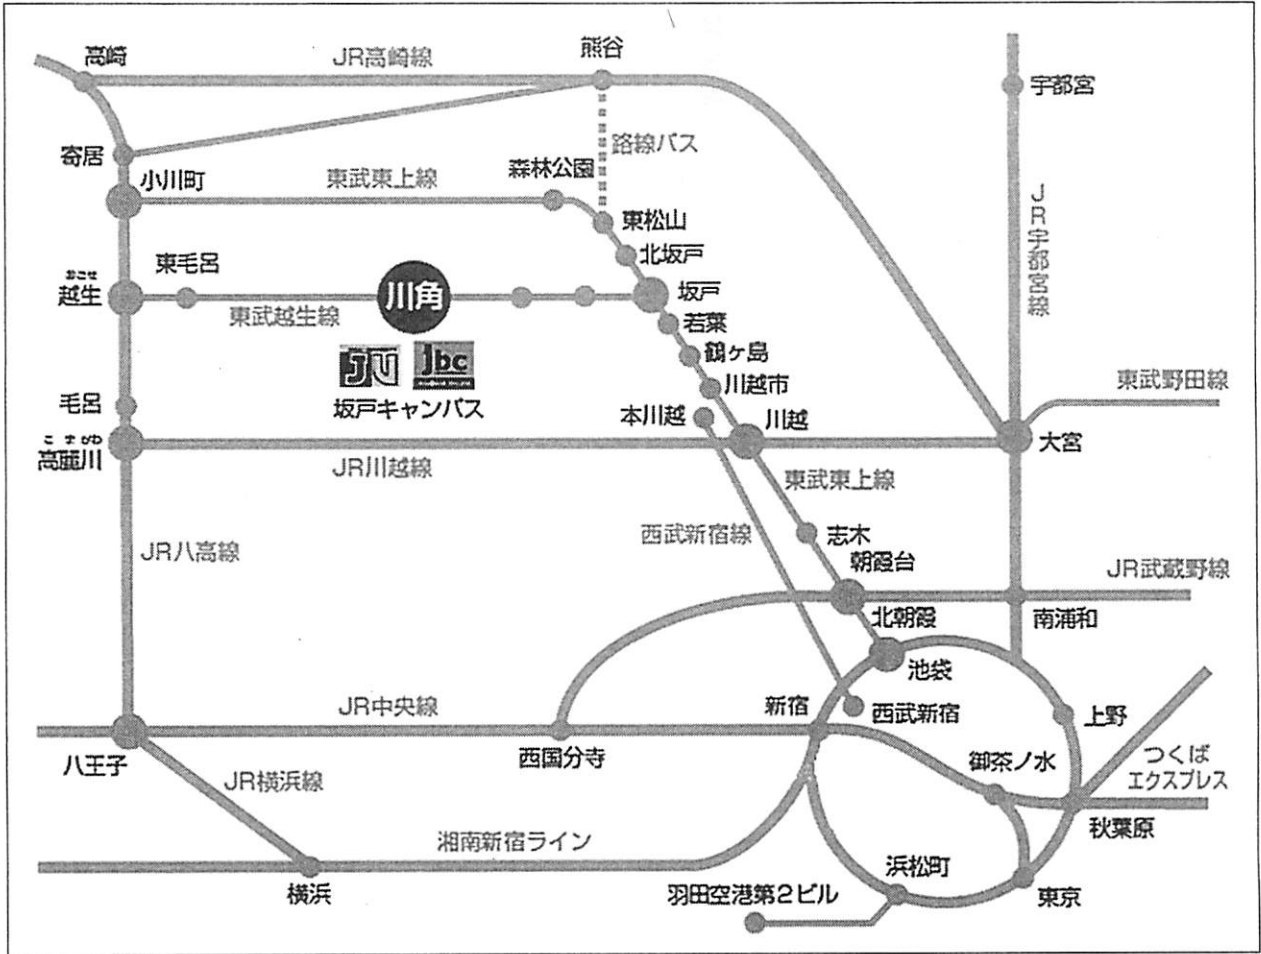 高崎
JR高崎線
熊谷
宇都宮
路線バス
寄居
小川町
東武東上線
森林公園
東松山
JR宇都宮線
北坂戸
おごせ
越生
東毛呂
川角
坂戸
東武越生線
若葉
鶴ヶ島
JU
Jbc
坂戸キャンパス
川越市
東武野田線
毛呂
本川越
川越
高麗川
JR川越線
大宮
東武東上線
西武新宿線
志木
JR八高線
朝霞台
JR武蔵野線
北朝霞
南浦和
池袋
JR中央線
新宿
西武新宿
上野
八王子
西国分寺
御茶ノ水
つくば
エクスプレス
JR横浜線
秋葉原
湘南新宿ライン
浜松町
横浜
羽田空港第2ビル
東京